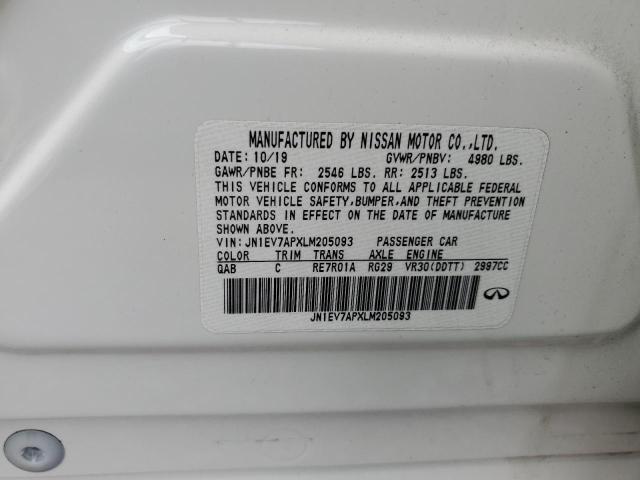 MANUFACTURED BY NISSAN MOTOR CO.,LTD.
DATE: 10/19 GVWR/PNBV: 4980 LBS.
GAWR/PNBE FR: 2546 LBS. RR: 2513 LBS.
THIS VEHICLE CONFORMS TO ALL APPLICABLE FEDERAL
MOTOR VEHICLE SAFETY,BUMPER,AND THEFT PREVENTION
STANDARDS IN EFFECT ON THE DATE OF MANUFACTURE
SHOWN ABOVE.
VIN: JN1EV7APXLM205093 PASSENGER CAR
COLOR TRIM TRANS AXLE ENGINE
QAB C RE7R01A RG29 VR30(DDTT) 2997CC
JN1EV7APXLM205093